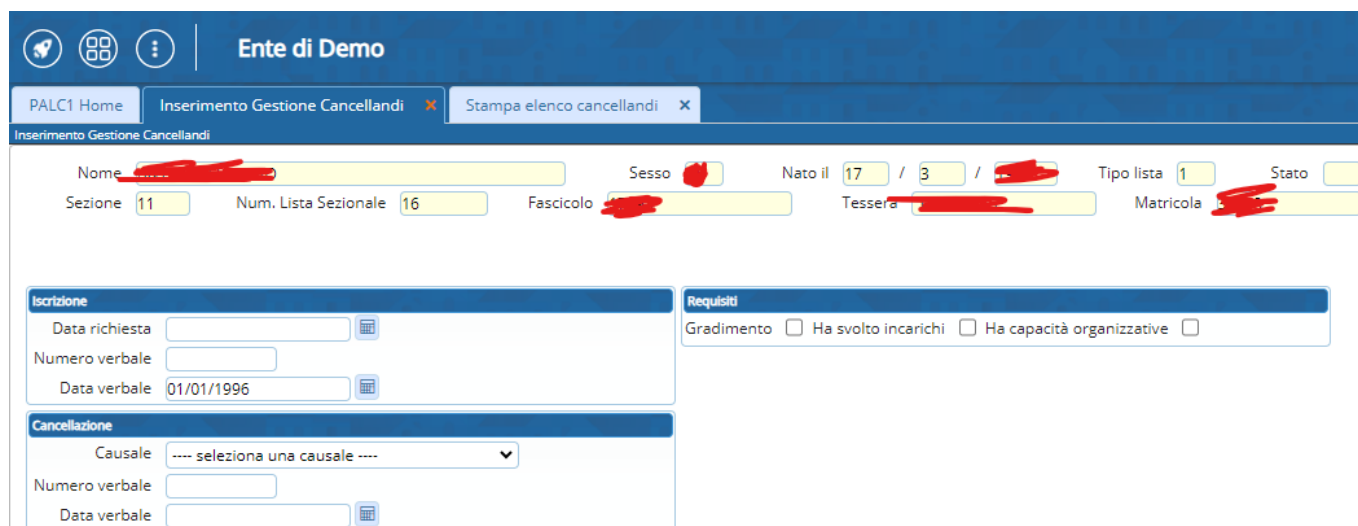 Ente di Demo
PALC1 Home Inserimento Gestione Cancellandi x Stampa elenco cancellandi x
Inserimento Gestione Cancellandi
Nome Sesso Nato il 17 / 3 / Tipo lista 1 Stato
Sezione 11 Num. Lista Sezionale 16 Fascicolo Tessera Matricola
Iscrizione Requisiti
Data richiesta Gradimento Ha svolto incarichi Ha capacità organizzative
Numero verbale
Data verbale 01/01/1996
Cancellazione
Causale ---- seleziona una causale ----
Numero verbale
Data verbale